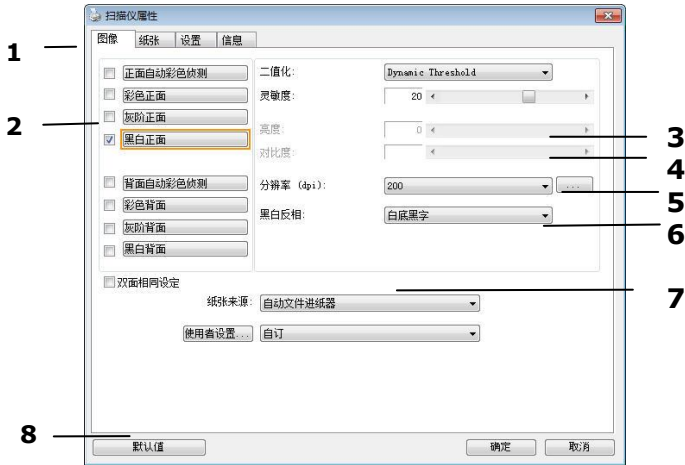 扫描仪属性
图像 纸张 设置 信息
1
正面自动彩色侦测 二值化: Dynamic Threshold
彩色正面 灵敏度: 20
2
灰阶正面 亮度: 0
3
黑白正面 对比度:
4
背面自动彩色侦测 分辨率 (dpi): 200 ...
5
彩色背面 黑白反相: 白底黑字
6
灰阶背面
黑白背面
双面相同设定
7
纸张来源: 自动文件进纸器
使用者设置... 自订
8
默认值 确定 取消